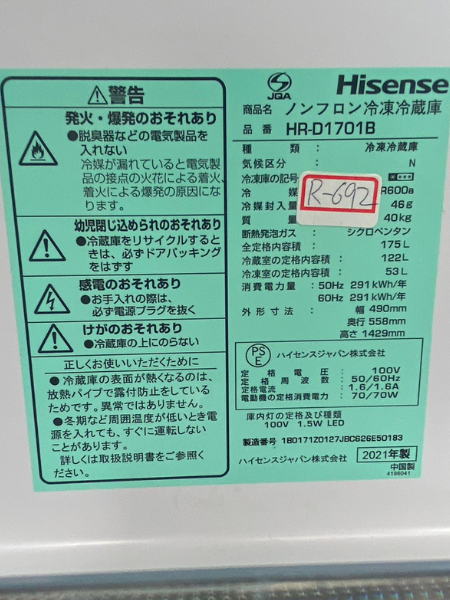 ⚠警告
発火・爆発のおそれあり
●脱臭器などの電気製品を
入れない
冷媒が漏れていると電気製
品の接点の火花による着火、
着火による爆発の原因にな
ります。
幼児閉じ込められのおそれあり
●冷蔵庫をリサイクルするとき
は、必ずドアパッキング
をはずす
感電のおそれあり
●お手入れの際は、
必ず電源プラグを抜く
けがのおそれあり
●冷蔵庫の上にのらない
正しくお使いいただくために
●冷蔵庫の表面が熱くなるのは、
放熱パイプで露付防止をしてい
るためです。異常ではありません。
●冬期など周囲温度が低いとき電
源を入れても、すぐに運転しない
ことがあります。
詳しくは取扱説明書をご参照く
ださい。
JQA
Hisense
商品名 ノンフロン冷凍冷蔵庫
品番 HR-D1701B
種類: 冷凍冷蔵庫
気候区分: N
冷凍庫の記号
冷媒 R600a
冷媒封入量 46g
質量 40kg
R-692
断熱発泡ガス: シクロペンタン
全定格内容積: 175L
冷蔵室の定格内容積: 122L
冷凍室の定格内容積: 53L
消費電力量: 50Hz 291kWh/年
60Hz 291kWh/年
外形寸法: 幅 490mm
奥行 558mm
高さ 1429mm
PS
E
ハイセンスジャパン株式会社
定格電圧: 100V
定格周波数: 50/60Hz
定格電流: 1.6/1.6A
電動機の定格消費電力: 70/70W
庫内灯の定格及び種類
100V 1.5W LED
製造番号: 1B0171Z0127JBC626E50183
ハイセンスジャパン株式会社
2021年製
中国製
4198041